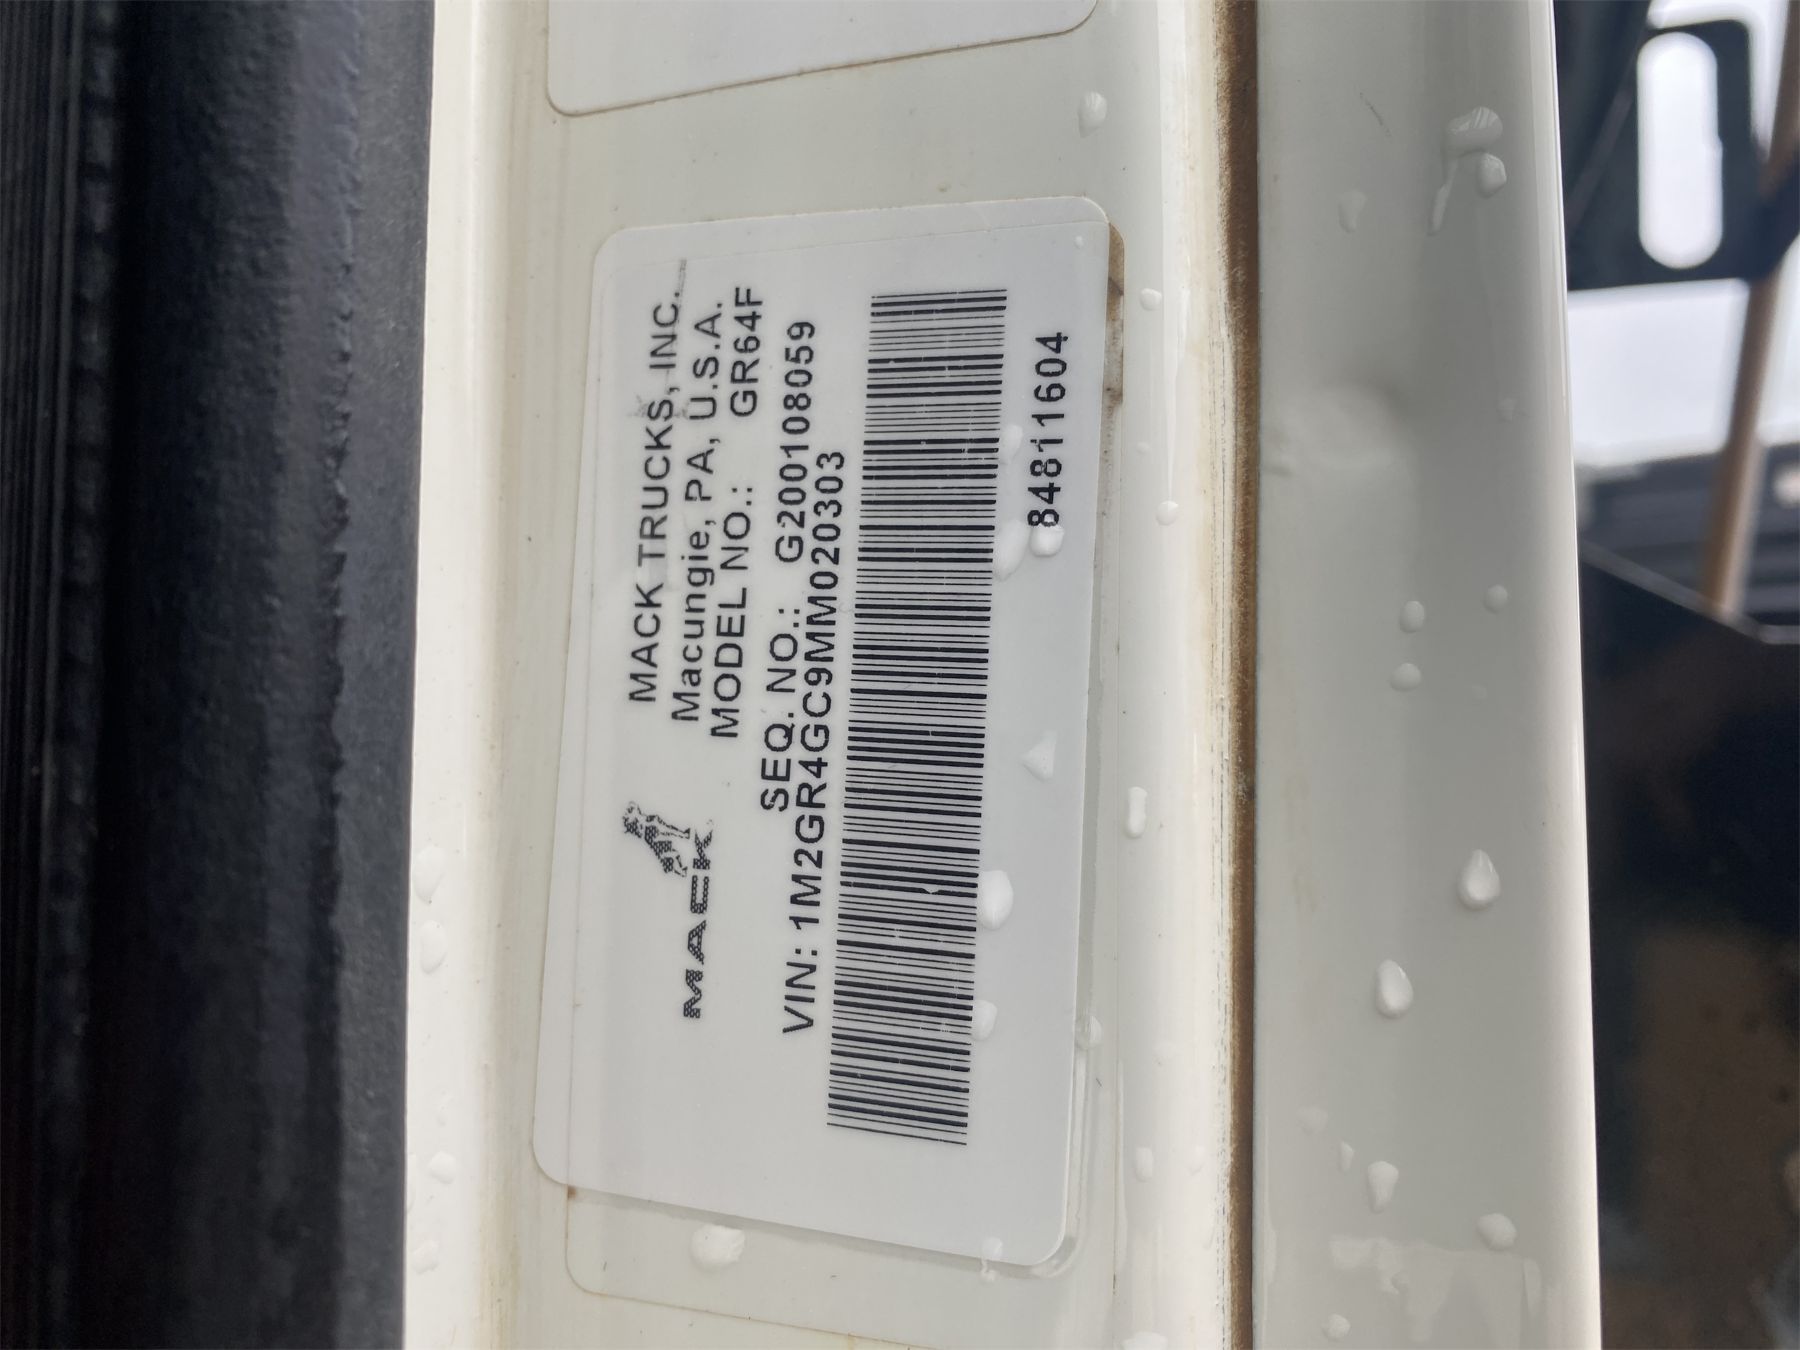 MACK
MACK TRUCKS, INC.
Macungie, PA, U.S.A.
MODEL NO.: GR64F
SEQ. NO.: G200108059
VIN: 1M2GR4GC9MM020303
84811604